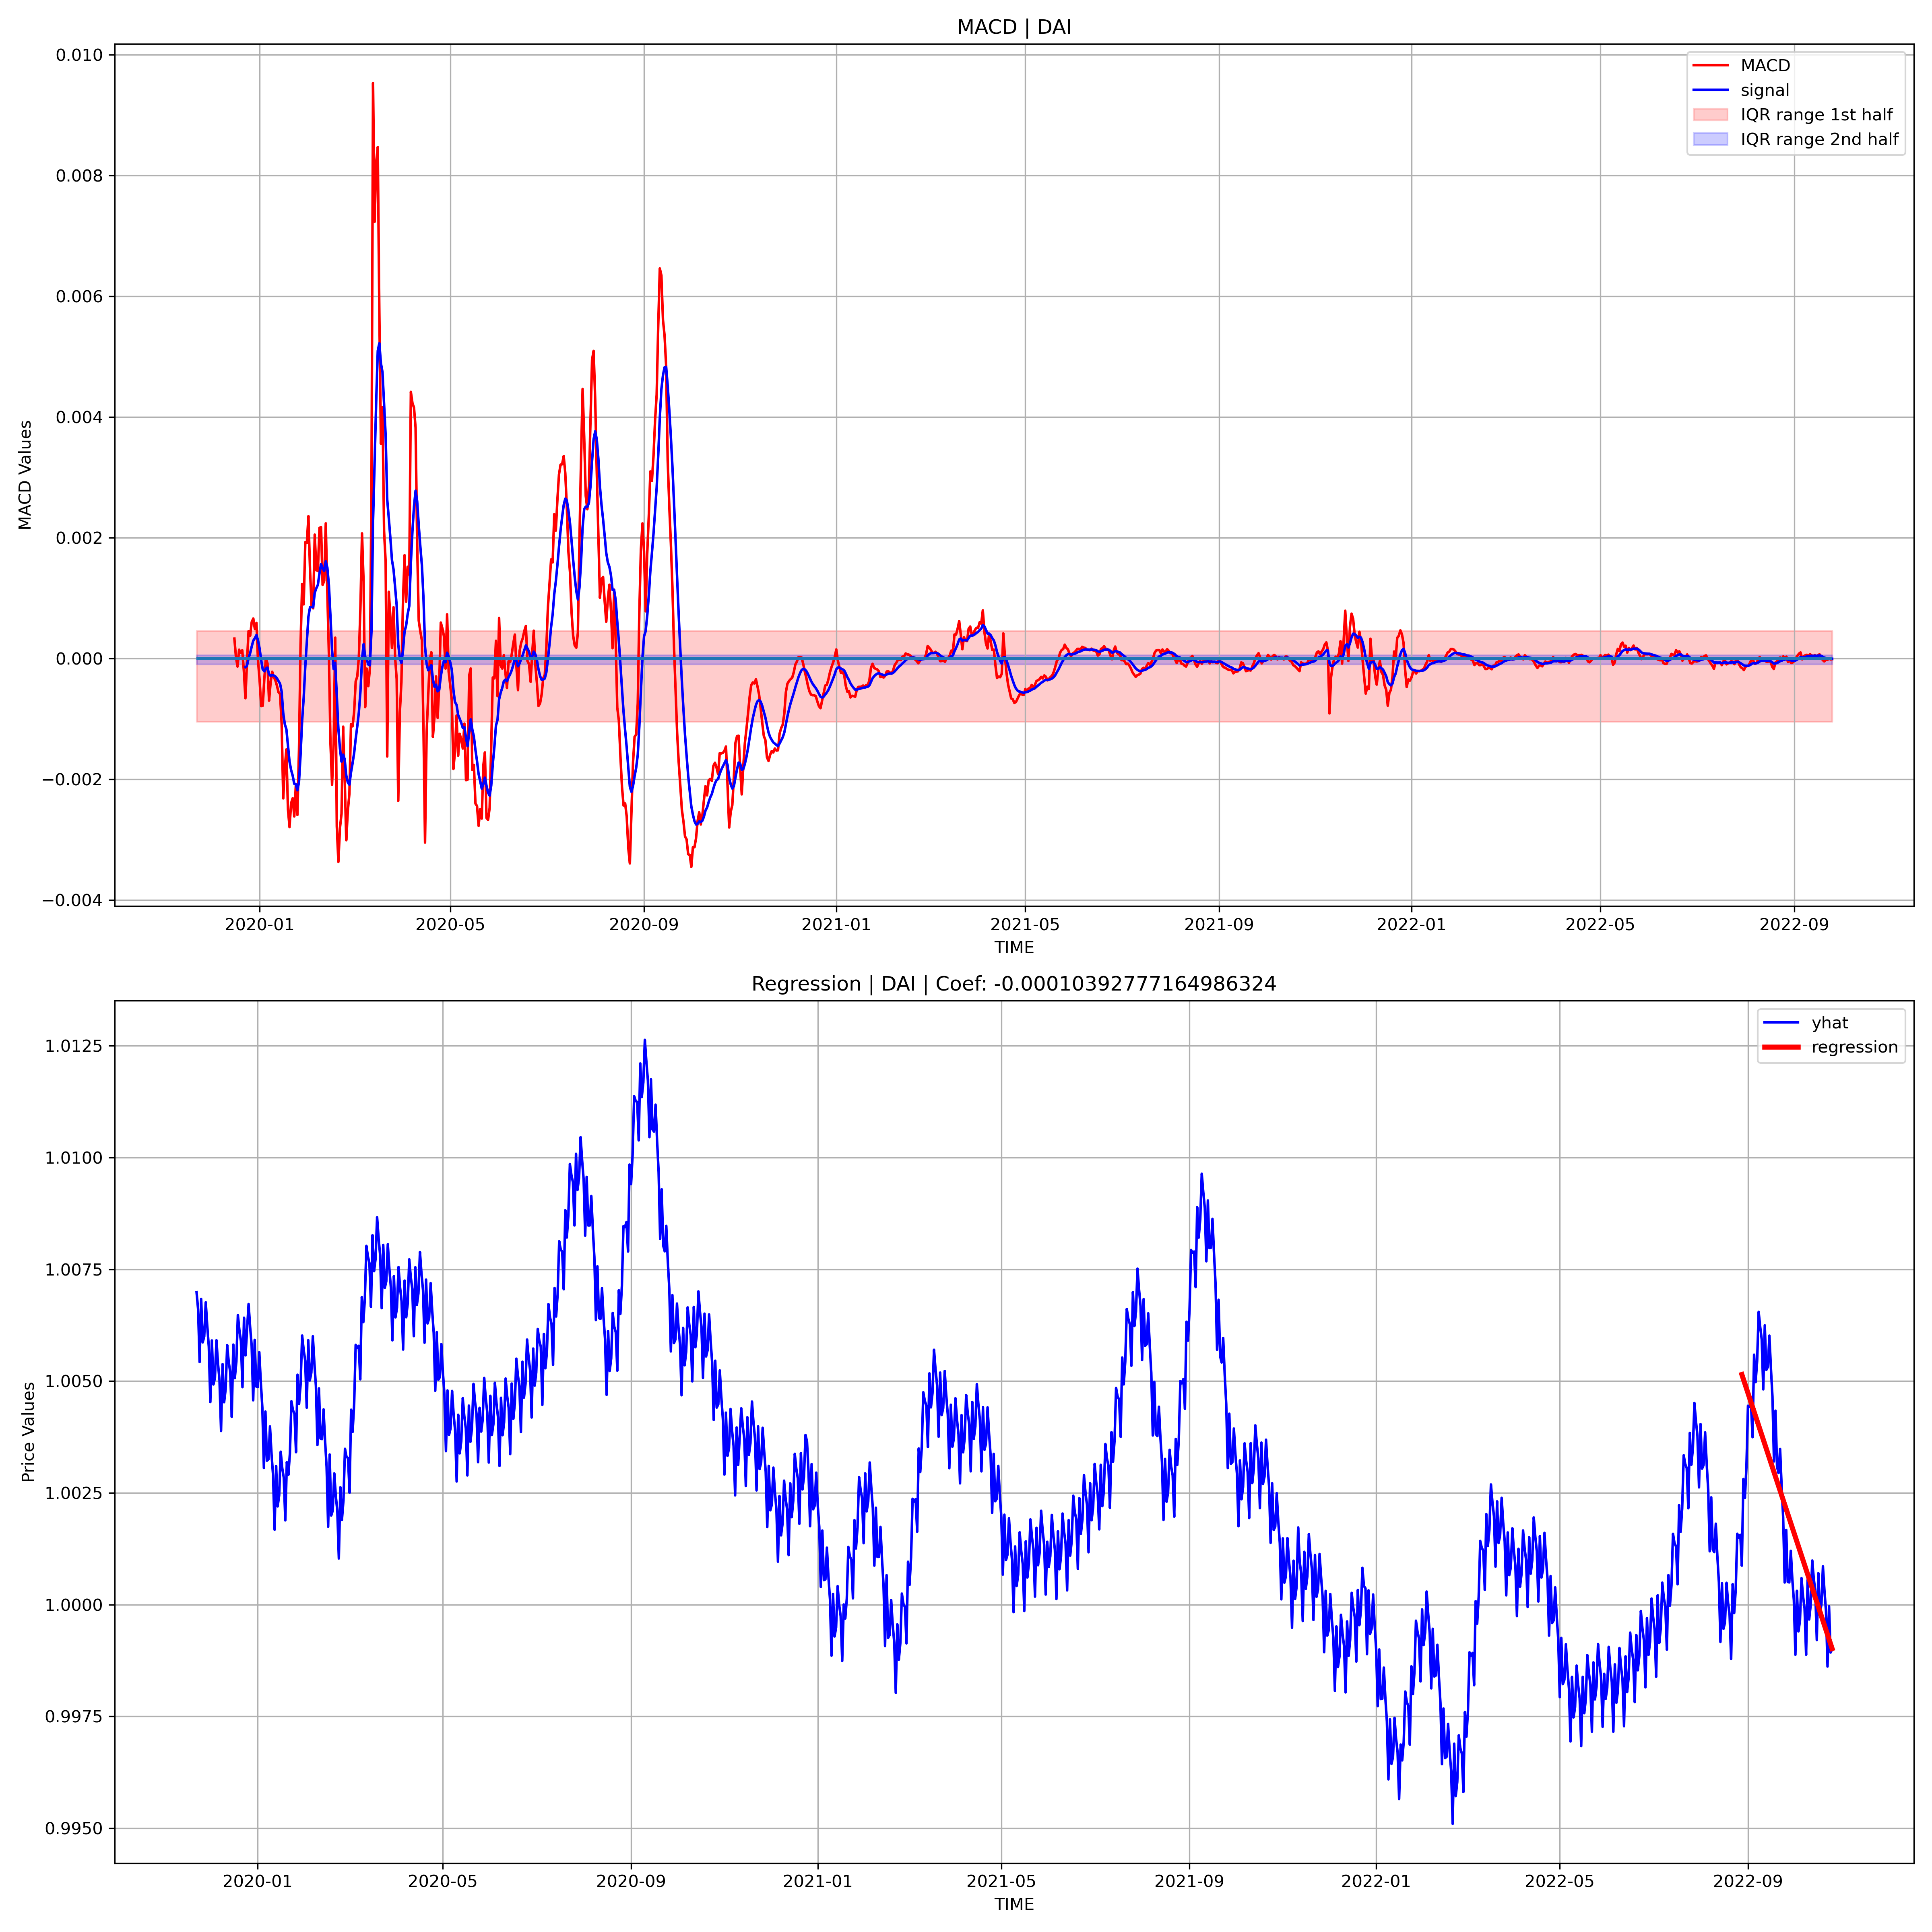 MACD | DAI
MACD
signal
IQR range 1st half
IQR range 2nd half
MACD Values
0.010
0.008
0.006
0.004
0.002
0.000
−0.002
−0.004
2020-01 2020-05 2020-09 2021-01 2021-05 2021-09 2022-01 2022-05 2022-09
TIME
Regression | DAI | Coef: -0.00010392777164986324
yhat
regression
Price Values
1.0125
1.0100
1.0075
1.0050
1.0025
1.0000
0.9975
0.9950
2020-01 2020-05 2020-09 2021-01 2021-05 2021-09 2022-01 2022-05 2022-09
TIME